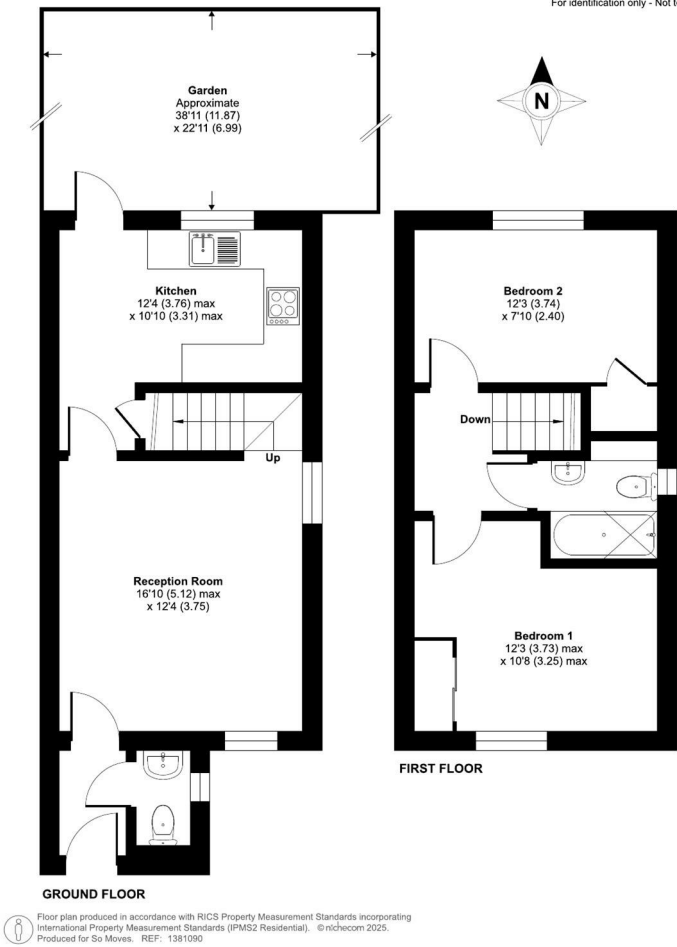 For identification only - Not t
Garden
Approximate
38'11 (11.87)
x 22'11 (6.99)
N
Kitchen
12'4 (3.76) max
x 10'10 (3.31) max
Bedroom 2
12'3 (3.74)
x 7'10 (2.40)
Down
Up
Reception Room
16'10 (5.12) max
x 12'4 (3.75)
Bedroom 1
12'3 (3.73) max
x 10'8 (3.25) max
FIRST FLOOR
GROUND FLOOR
Floor plan produced in accordance with RICS Property Measurement Standards incorporating
International Property Measurement Standards (IPMS2 Residential). © nichecom 2025.
Produced for So Moves. REF: 1381090